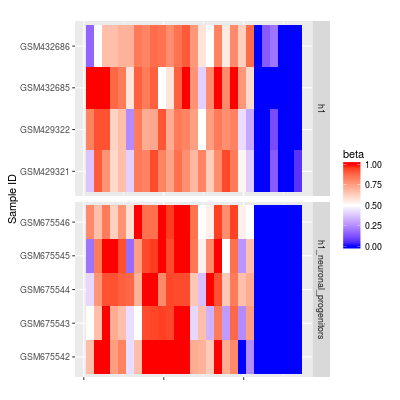 GSM432686
GSM432685
GSM429322
GSM429321
h1
GSM675546
GSM675545
GSM675544
GSM675543
GSM675542
h1_neuronal_progenitors
Sample ID
beta
1.00
0.75
0.50
0.25
0.00